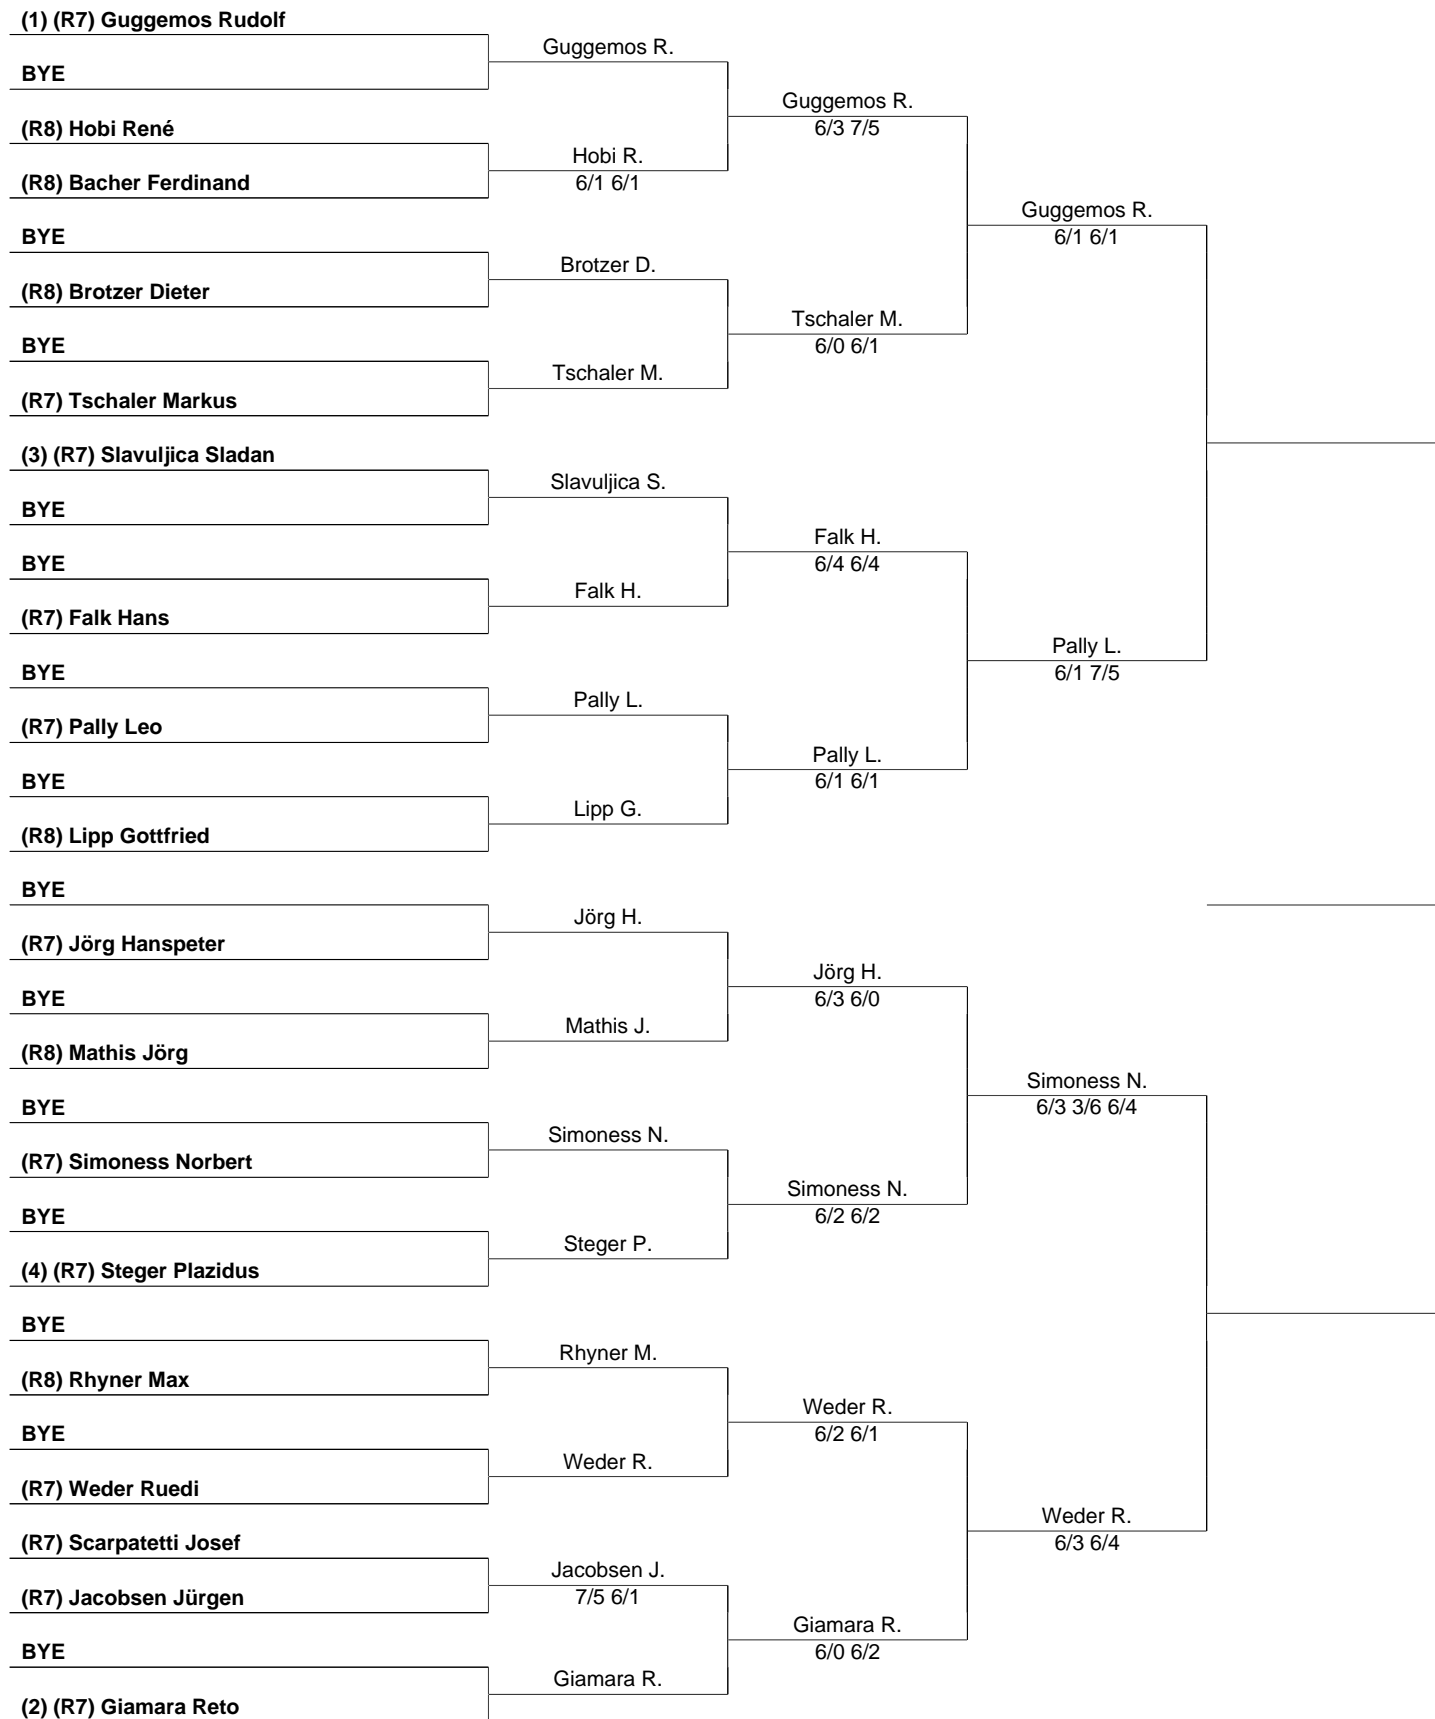 (1) (R7) Guggemos Rudolf
BYE
(R8) Hobi René
(R8) Bacher Ferdinand
BYE
(R8) Brotzer Dieter
BYE
(R7) Tschaler Markus
(3) (R7) Slavuljica Sladan
BYE
BYE
(R7) Falk Hans
BYE
(R7) Pally Leo
BYE
(R8) Lipp Gottfried
BYE
(R7) Jörg Hanspeter
BYE
(R8) Mathis Jörg
BYE
(R7) Simoness Norbert
BYE
(4) (R7) Steger Plazidus
BYE
(R8) Rhyner Max
BYE
(R7) Weder Ruedi
(R7) Scarpatetti Josef
(R7) Jacobsen Jürgen
BYE
(2) (R7) Giamara Reto
Guggemos R.
Hobi R.
6/1 6/1
Brotzer D.
Tschaler M.
Slavuljica S.
Falk H.
Pally L.
Lipp G.
Jörg H.
Mathis J.
Simoness N.
Steger P.
Rhyner M.
Weder R.
Jacobsen J.
7/5 6/1
Giamara R.
Guggemos R.
6/3 7/5
Tschaler M.
6/0 6/1
Falk H.
6/4 6/4
Pally L.
6/1 6/1
Jörg H.
6/3 6/0
Simoness N.
6/2 6/2
Weder R.
6/2 6/1
Giamara R.
6/0 6/2
Guggemos R.
6/1 6/1
Pally L.
6/1 7/5
Simoness N.
6/3 3/6 6/4
Weder R.
6/3 6/4